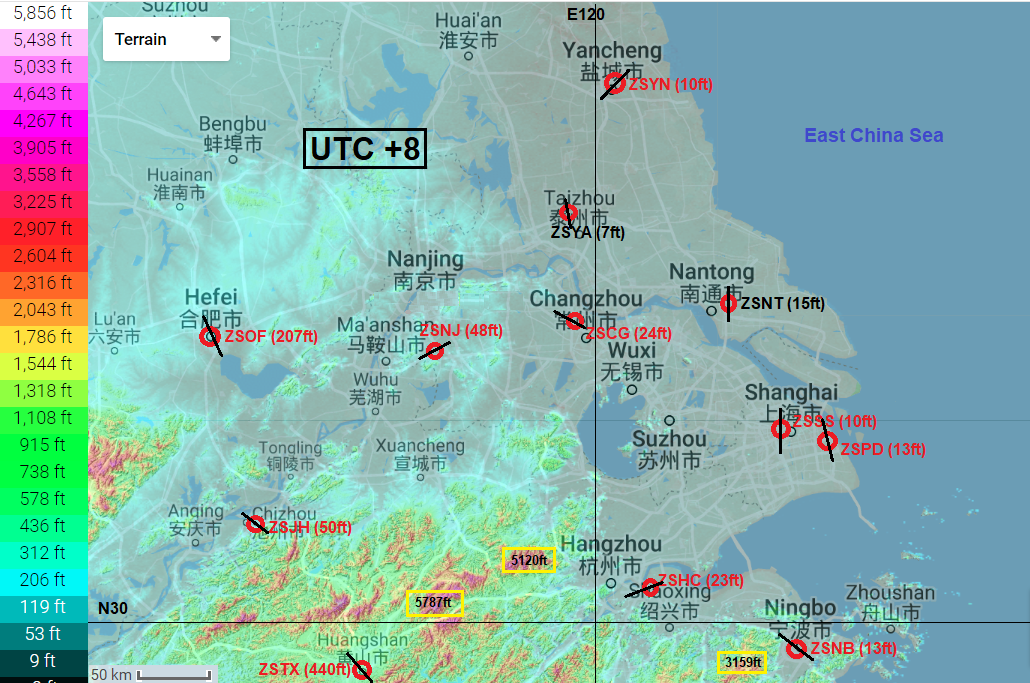 5,856 ft
5,438 ft
5,033 ft
4,643 ft
4,267 ft
3,905 ft
3,558 ft
3,225 ft
2,907 ft
2,604 ft
2,316 ft
2,043 ft
1,786 ft
1,544 ft
1,318 ft
1,108 ft
915 ft
738 ft
578 ft
436 ft
312 ft
206 ft
119 ft
53 ft
9 ft
Suzhou
Terrain
Huai'an
淮安市
E120
Yancheng
盐城市
ZSYN (10ft)
East China Sea
Bengbu
蚌埠市
UTC +8
Huainan
淮南市
Taizhou
泰州市
ZSYA (7ft)
Nanjing
南京市
Nantong
南通市
ZSNT (15ft)
Hefei
合肥市
ZSOF (207ft)
Lu'an
六安市
Ma'anshan
马鞍山市
ZSNJ (48ft)
Changzhou
常州市
ZSCG (24ft)
Wuxi
无锡市
Wuhu
芜湖市
Shanghai
上海市
ZSSS (10ft)
ZSPD (13ft)
Suzhou
苏州市
Tongling
铜陵市
Xuancheng
宣城市
Anqing
安庆市
Chizhou
ZSJH (50ft)
Hangzhou
杭州市
5120ft
5787ft
ZSHC (23ft)
Shaoxing
绍兴市
Zhoushan
舟山市
N30
Ningbo
宁波市
ZSNB (13ft)
Huangshan
黄山市
ZSTX (440ft)
3159ft
50 km